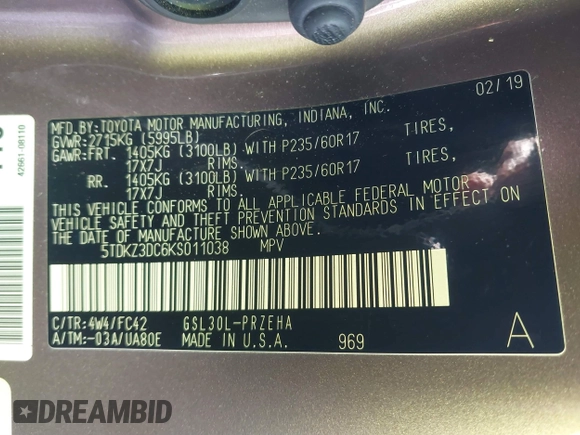 02/19
MFD.BY:TOYOTA MOTOR MANUFACTURING, INDIANA, INC.
GVWR:2715KG (5995LB)
GAWR:FRT. 1405KG (3100LB) WITH P235/60R17 TIRES,
17X7J RIMS.
RR. 1405KG (3100LB) WITH P235/60R17 TIRES,
17X7J RIMS.
THIS VEHICLE CONFORMS TO ALL APPLICABLE FEDERAL MOTOR
VEHICLE SAFETY AND THEFT PREVENTION STANDARDS IN EFFECT ON
THE DATE OF MANUFACTURE SHOWN ABOVE.
5TDKZ3DC6KS011038 MPV
C/TR:4W4/FC42 GSL30L-PRZEHA
A/TM:-03A/UA80E MADE IN U.S.A. 969 A
42661-08110
DREAMBID